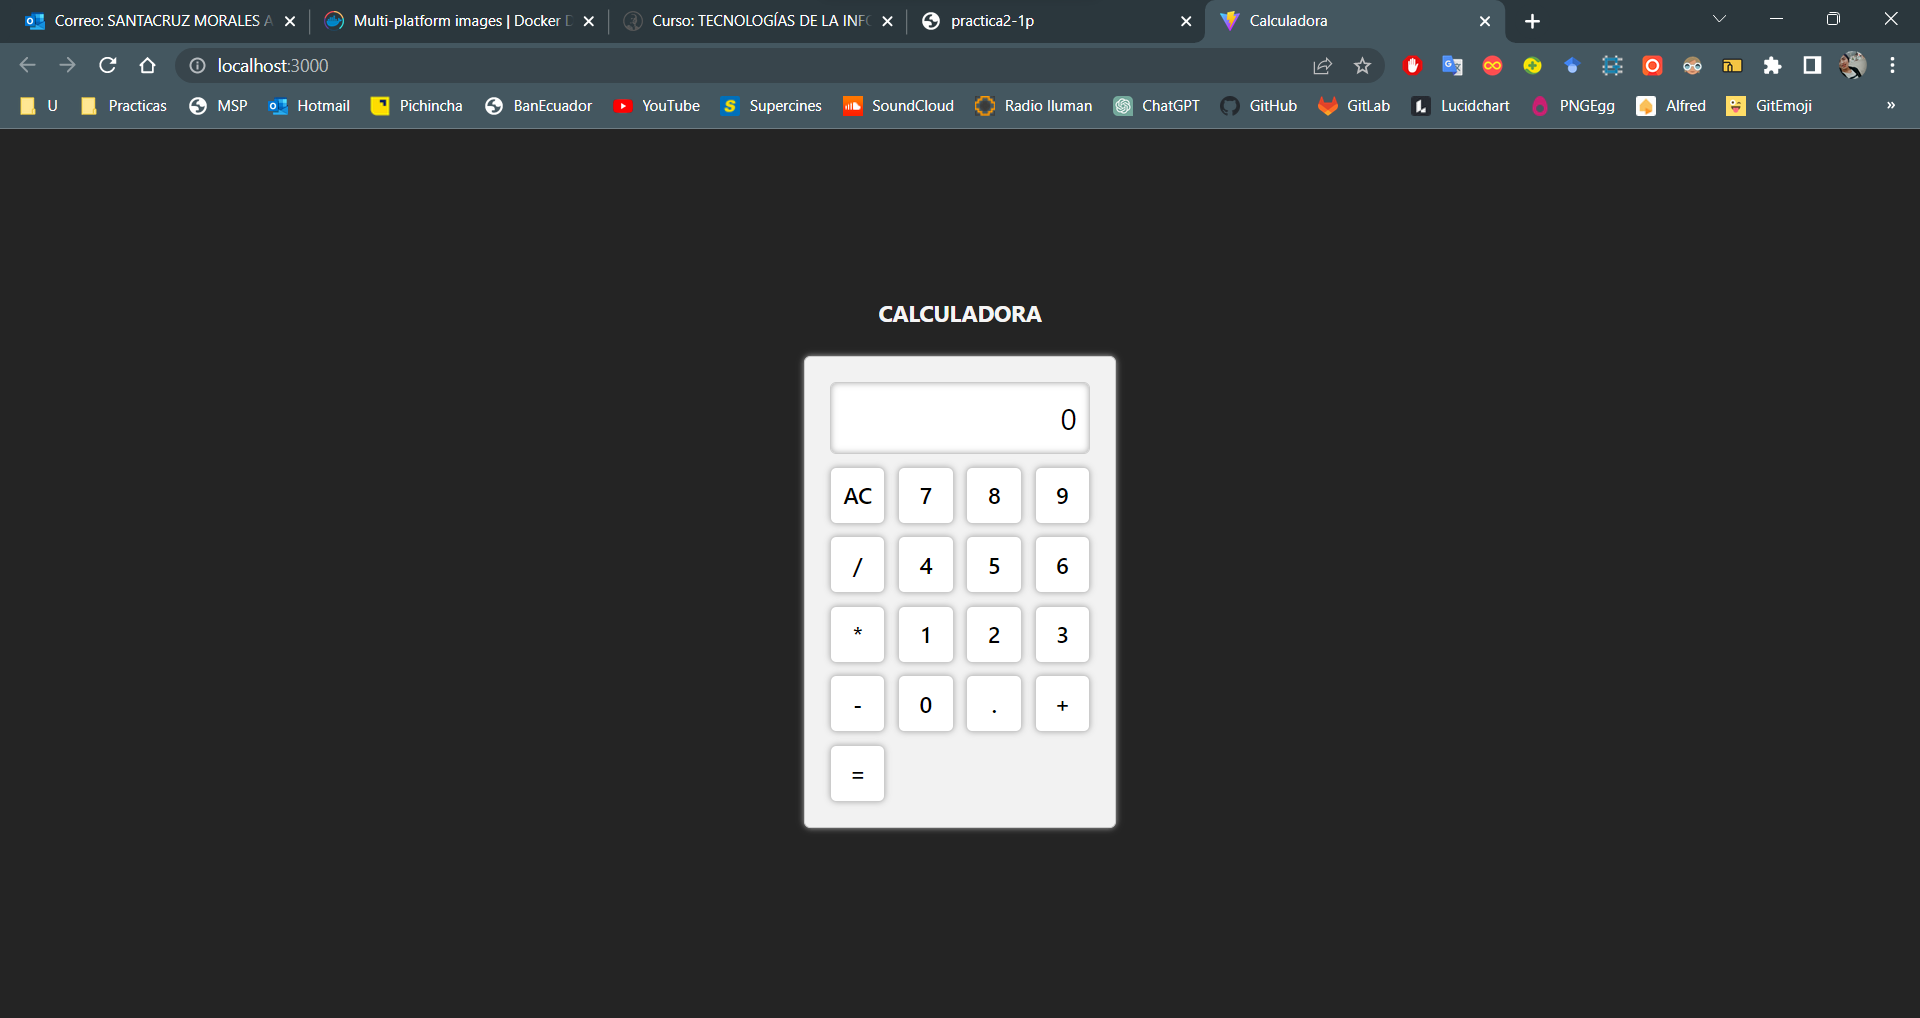 Correo: SANTACRUZ MORALES A
Multi-platform images | Docker D
Curso: TECNOLOGÍAS DE LA INFO
practica2-1p
Calculadora
localhost:3000
U Practicas MSP Hotmail Pichincha BanEcuador YouTube Supercines SoundCloud Radio Iluman ChatGPT GitHub GitLab Lucidchart PNGEgg Alfred GitEmoji »
CALCULADORA
0
AC 7 8 9
/ 4 5 6
* 1 2 3
- 0 . +
=